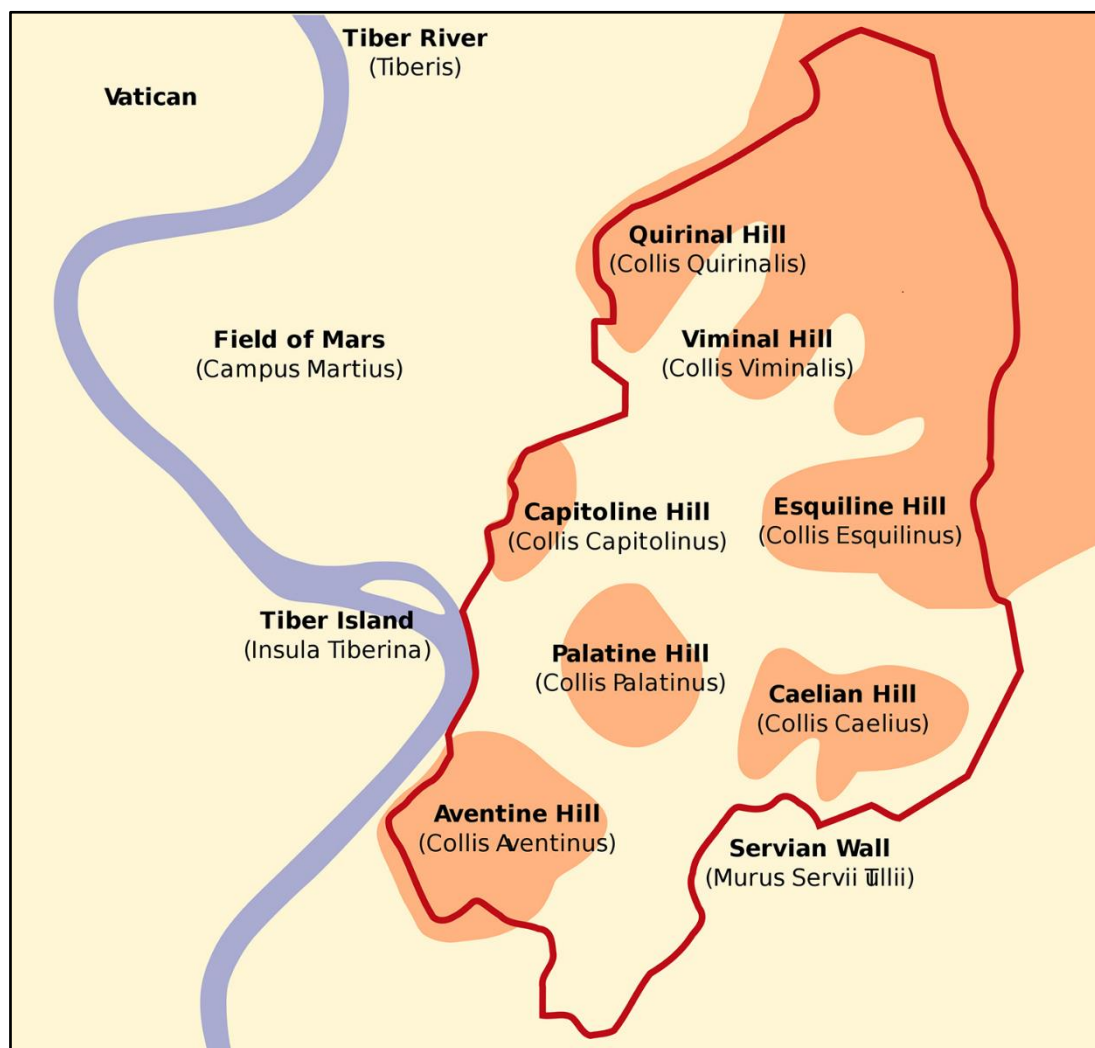 Tiber River
(Tiberis)
Vatican
Quirinal Hill
(Collis Quirinalis)
Field of Mars
(Campus Martius)
Viminal Hill
(Collis Viminalis)
Capitoline Hill
(Collis Capitolinus)
Esquiline Hill
(Collis Esquilinus)
Tiber Island
(Insula Tiberina)
Palatine Hill
(Collis Palatinus)
Caelian Hill
(Collis Caelius)
Aventine Hill
(Collis Aventinus)
Servian Wall
(Murus Servii Tullii)